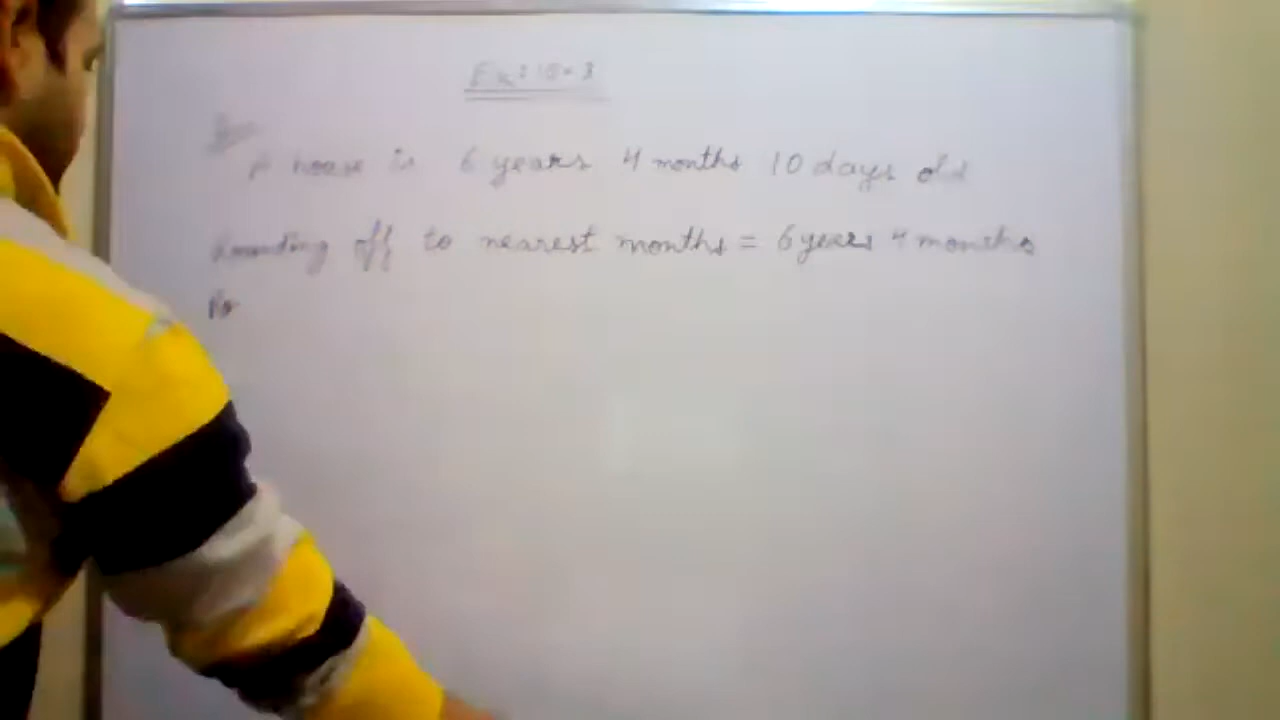 Ex: 10.3
A house is 6 years 4 months 10 days old
Rounding off to nearest months = 6 years 4 months